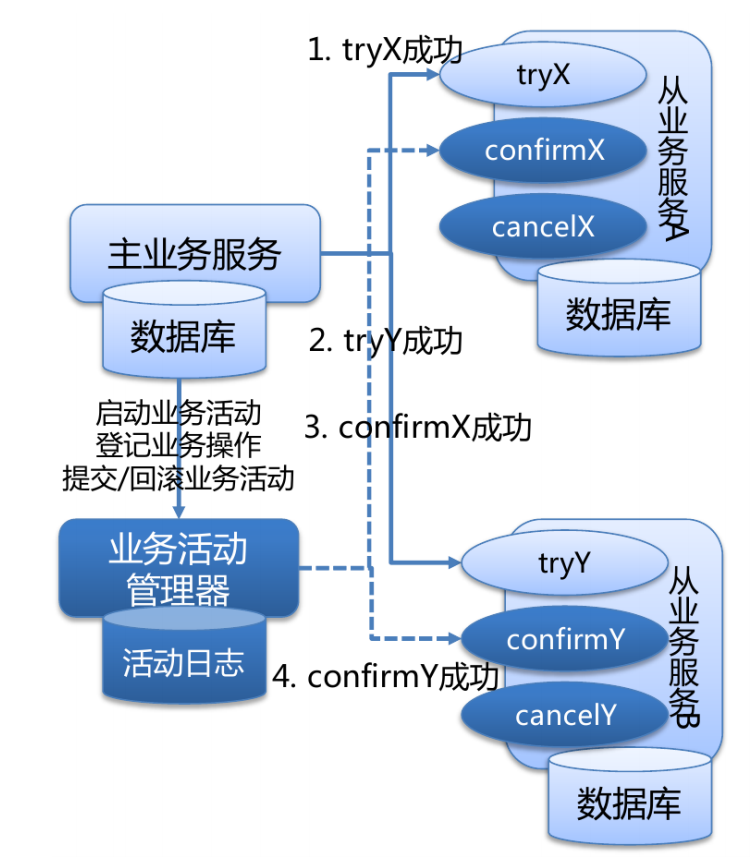 1. tryX成功
tryX
confirmX
cancelX
从业务服务A
数据库
主业务服务
数据库
2. tryY成功
启动业务活动
登记业务操作
提交/回滚业务活动
3. confirmX成功
业务活动
管理器
活动日志
tryY
confirmY
4. confirmY成功
cancelY
从业务服务B
数据库